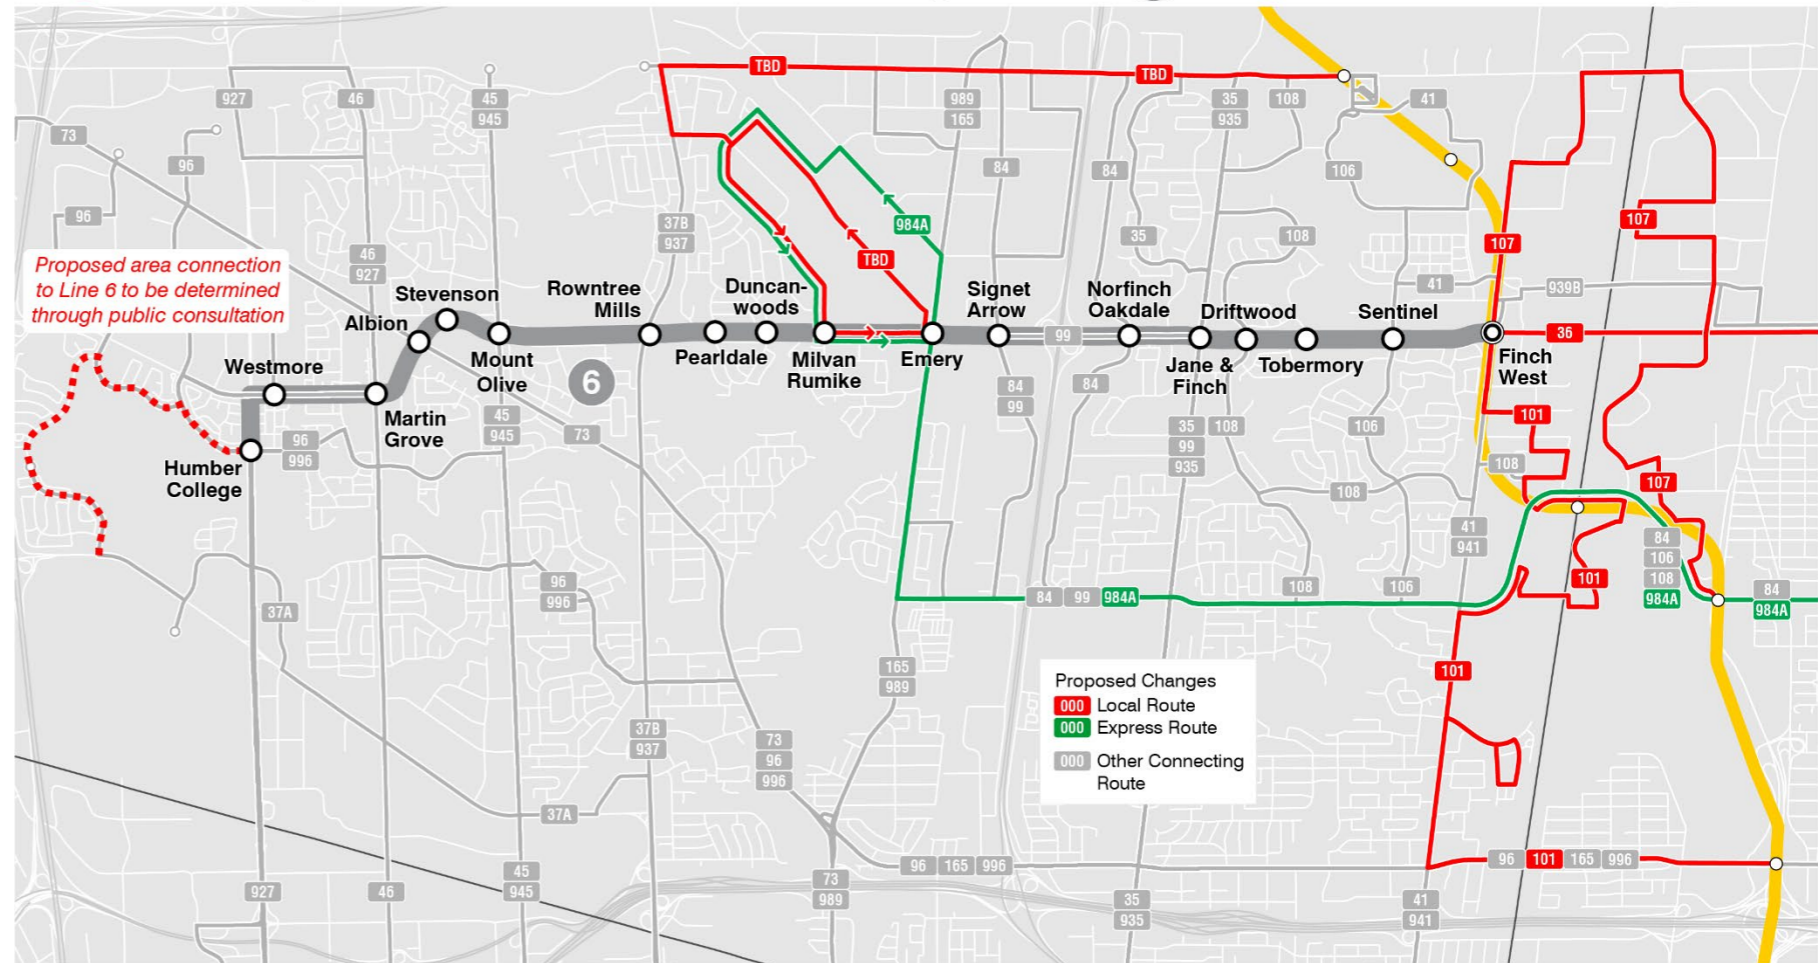 TBD
TBD
927
46
45
945
989
165
35
935
108
41
73
96
84
84
106
96
37B
937
984A
107
107
46
927
35
108
TBD
Proposed area connection
to Line 6 to be determined
through public consultation
41
939B
Stevenson
Rowntree
Mills
Duncan-
woods
Signet
Arrow
Norfinch
Oakdale
Driftwood
Sentinel
Albion
99
36
Westmore
Mount
Olive
6
Pearldale
Milvan
Rumike
Emery
Jane &
Finch
Tobermory
Finch
West
Martin
Grove
84
99
84
45
945
73
96
996
35
99
935
108
106
101
Humber
College
108
108
107
41
941
84
106
108
984A
96
996
37A
108
106
101
84
99
984A
84
984A
165
989
101
Proposed Changes
000 Local Route
000 Express Route
000 Other Connecting
Route
37B
937
73
96
996
37A
96 165 996
96 101 165 996
927
46
45
945
73
989
35
935
41
941